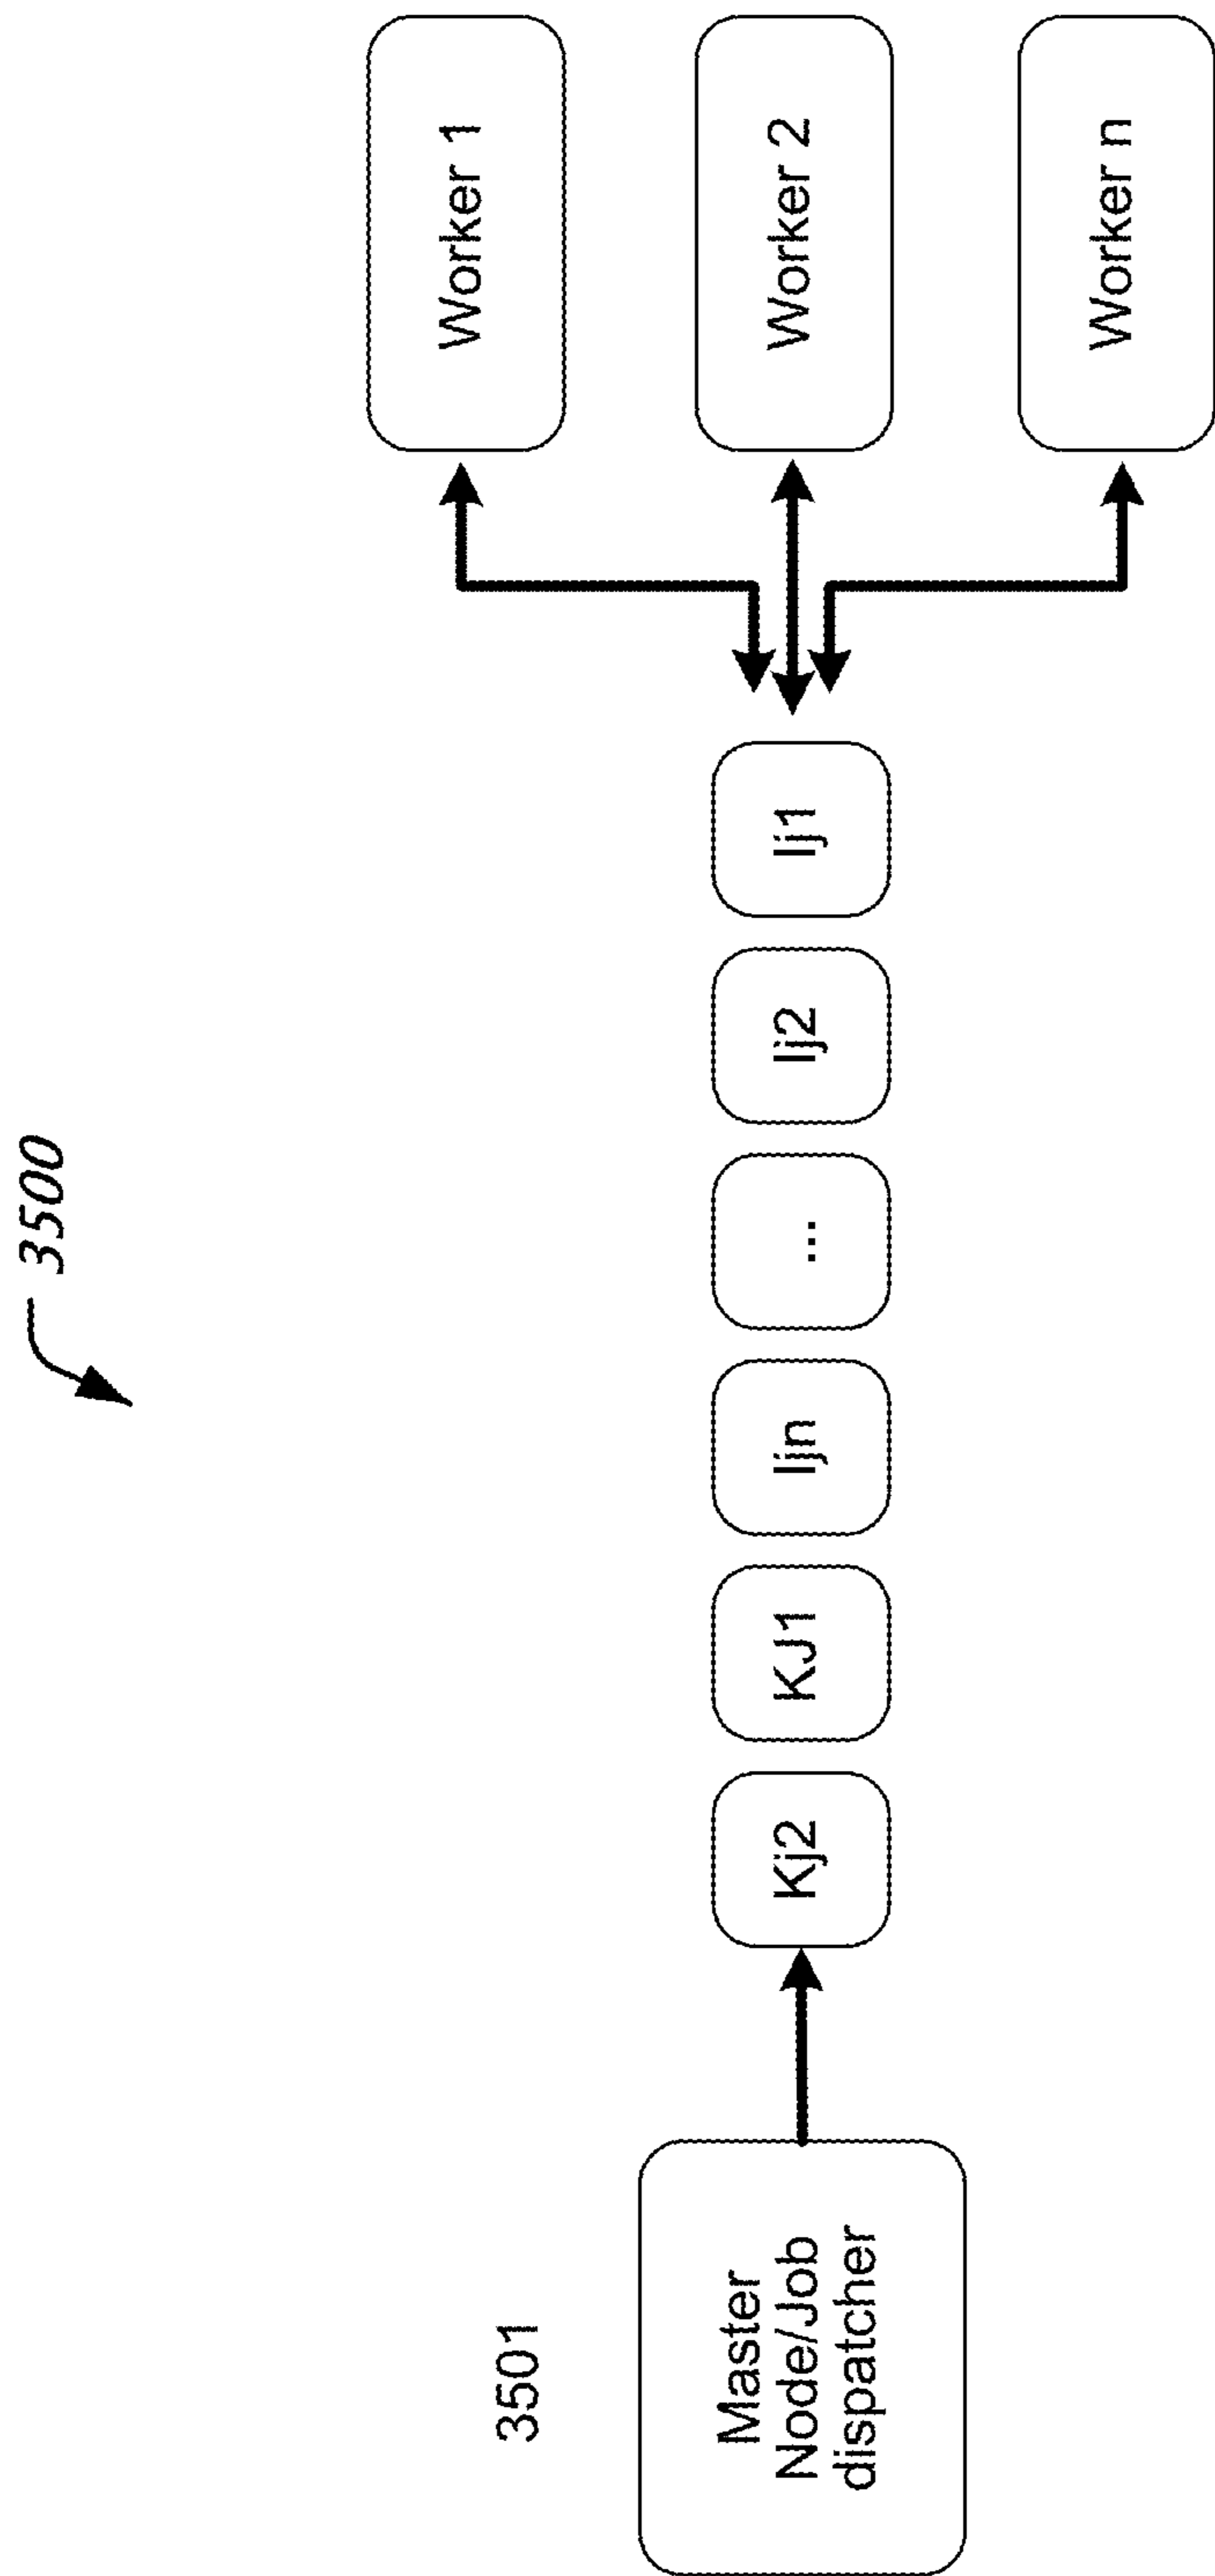 3500
3501
Master
Node/Job
dispatcher
Kj2
KJ1
Ijn
...
Ij2
Ij1
Worker 1
Worker 2
Worker n